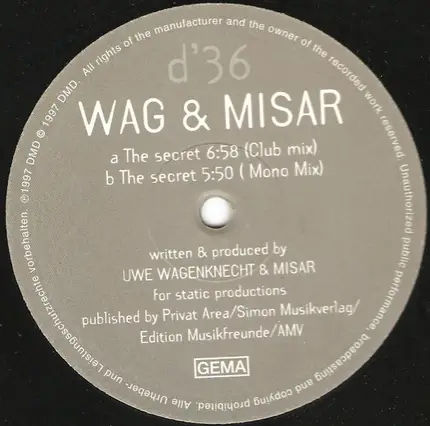 d'36
WAG & MISAR
a The secret 6:58 (Club mix)
b The secret 5:50 ( Mono Mix)
written & produced by
UWE WAGENKNECHT & MISAR
for static productions
published by Privat Area/Simon Musikverlag/
Edition Musikfreunde/AMV
GEMA
℗1997 DMD © 1997 DMD. All rights of the manufacturer and the owner of the recorded work reserved. Unauthorized public performance, broadcasting and copying prohibited. Alle Urheber- und Leistungsschutzrechte vorbehalten.